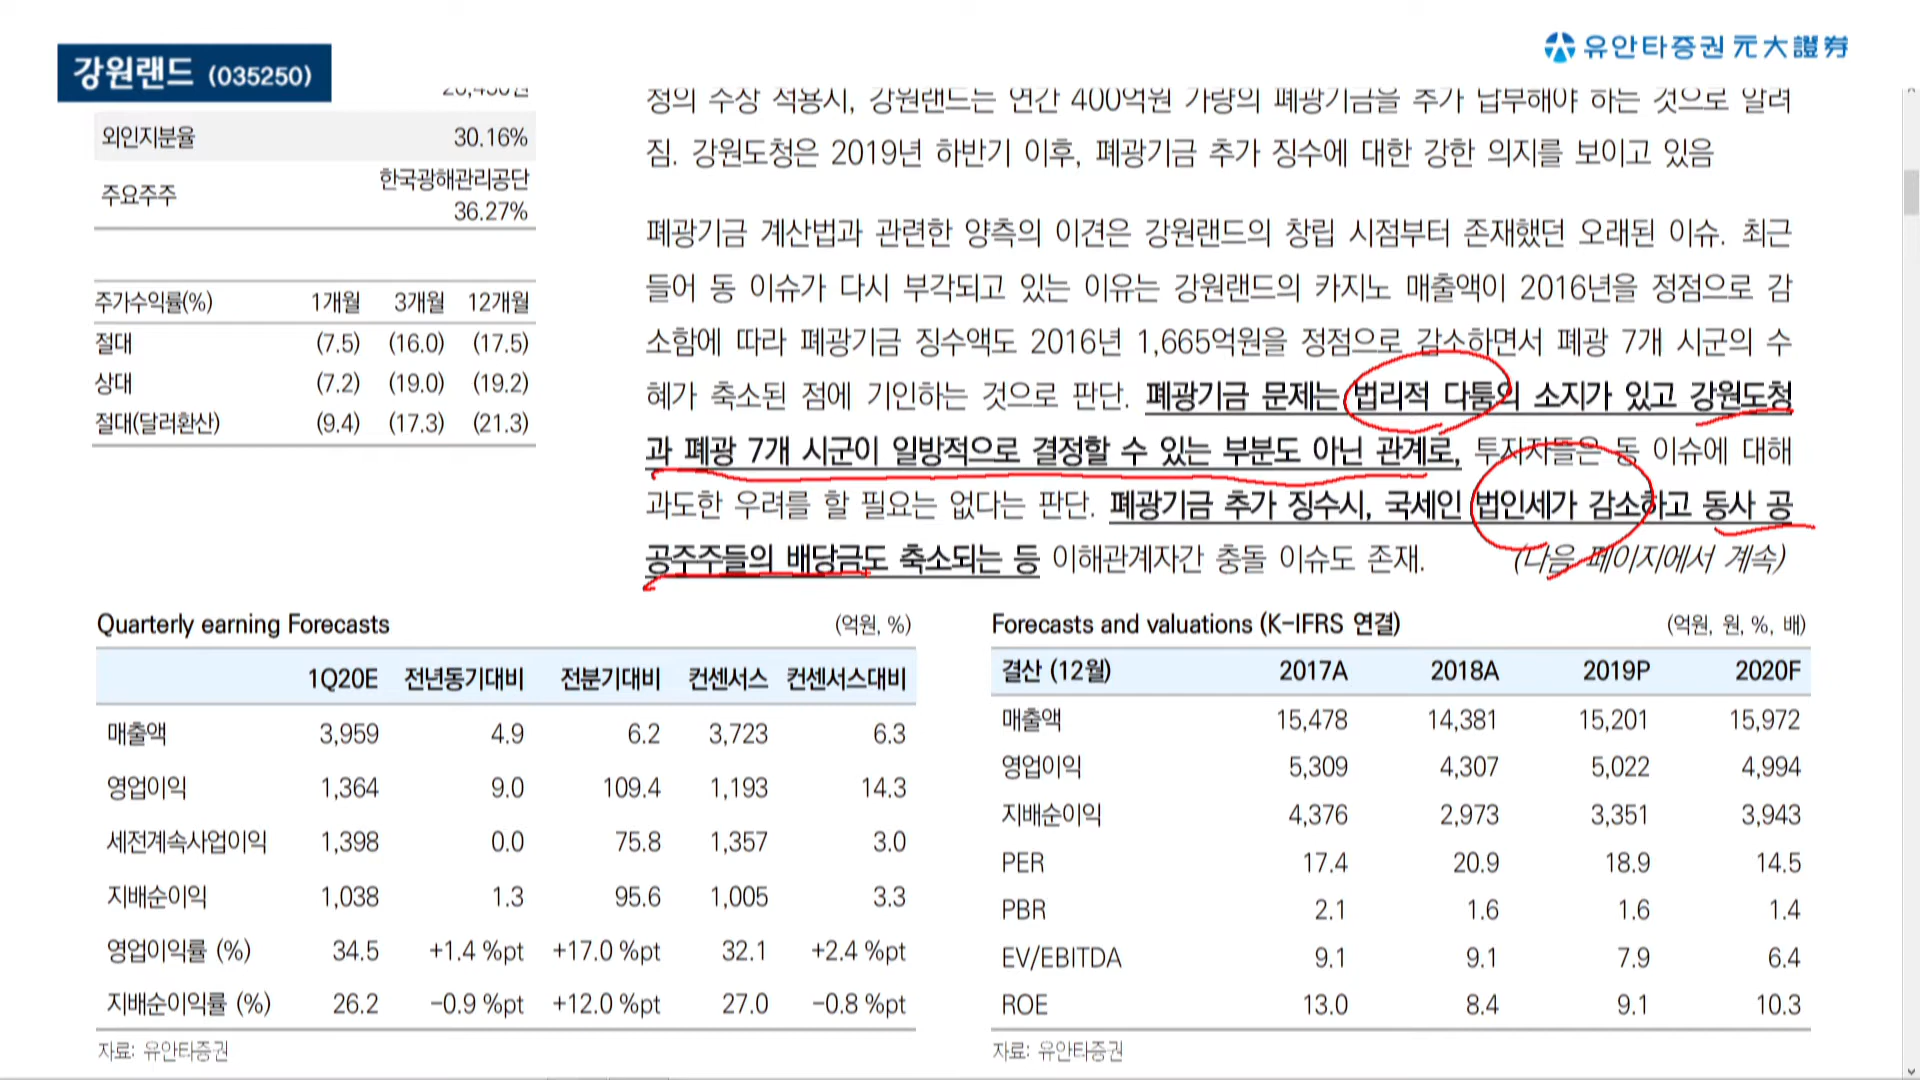 강원랜드 (035250)
유안타증권 元大證券
외인지분율 30.16%
주요주주 한국광해관리공단
36.27%
주가수익률(%) 1개월 3개월 12개월
절대 (7.5) (16.0) (17.5)
상대 (7.2) (19.0) (19.2)
절대(달러환산) (9.4) (17.3) (21.3)
정의 수상 적용시, 강원랜드는 연간 400억원 가량의 폐광기금을 추가 납부해야 하는 것으로 알려
짐. 강원도청은 2019년 하반기 이후, 폐광기금 추가 징수에 대한 강한 의지를 보이고 있음
폐광기금 계산법과 관련한 양측의 이견은 강원랜드의 창립 시점부터 존재했던 오래된 이슈. 최근
들어 동 이슈가 다시 부각되고 있는 이유는 강원랜드의 카지노 매출액이 2016년을 정점으로 감
소함에 따라 폐광기금 징수액도 2016년 1,665억원을 정점으로 감소하면서 폐광 7개 시군의 수
혜가 축소된 점에 기인하는 것으로 판단. 폐광기금 문제는 법리적 다툼의 소지가 있고 강원도청
과 폐광 7개 시군이 일방적으로 결정할 수 있는 부분도 아닌 관계로, 투자자들은 동 이슈에 대해
과도한 우려를 할 필요는 없다는 판단. 폐광기금 추가 징수시, 국세인 법인세가 감소하고 동사 공
공주주들의 배당금도 축소되는 등 이해관계자간 충돌 이슈도 존재. (다음 페이지에서 계속)
Quarterly earning Forecasts (억원, %)
1Q20E 전년동기대비 전분기대비 컨센서스 컨센서스대비
매출액 3,959 4.9 6.2 3,723 6.3
영업이익 1,364 9.0 109.4 1,193 14.3
세전계속사업이익 1,398 0.0 75.8 1,357 3.0
지배순이익 1,038 1.3 95.6 1,005 3.3
영업이익률 (%) 34.5 +1.4 %pt +17.0 %pt 32.1 +2.4 %pt
지배순이익률 (%) 26.2 -0.9 %pt +12.0 %pt 27.0 -0.8 %pt
자료: 유안타증권
Forecasts and valuations (K-IFRS 연결) (억원, 원, %, 배)
결산 (12월) 2017A 2018A 2019P 2020F
매출액 15,478 14,381 15,201 15,972
영업이익 5,309 4,307 5,022 4,994
지배순이익 4,376 2,973 3,351 3,943
PER 17.4 20.9 18.9 14.5
PBR 2.1 1.6 1.6 1.4
EV/EBITDA 9.1 9.1 7.9 6.4
ROE 13.0 8.4 9.1 10.3
자료: 유안타증권